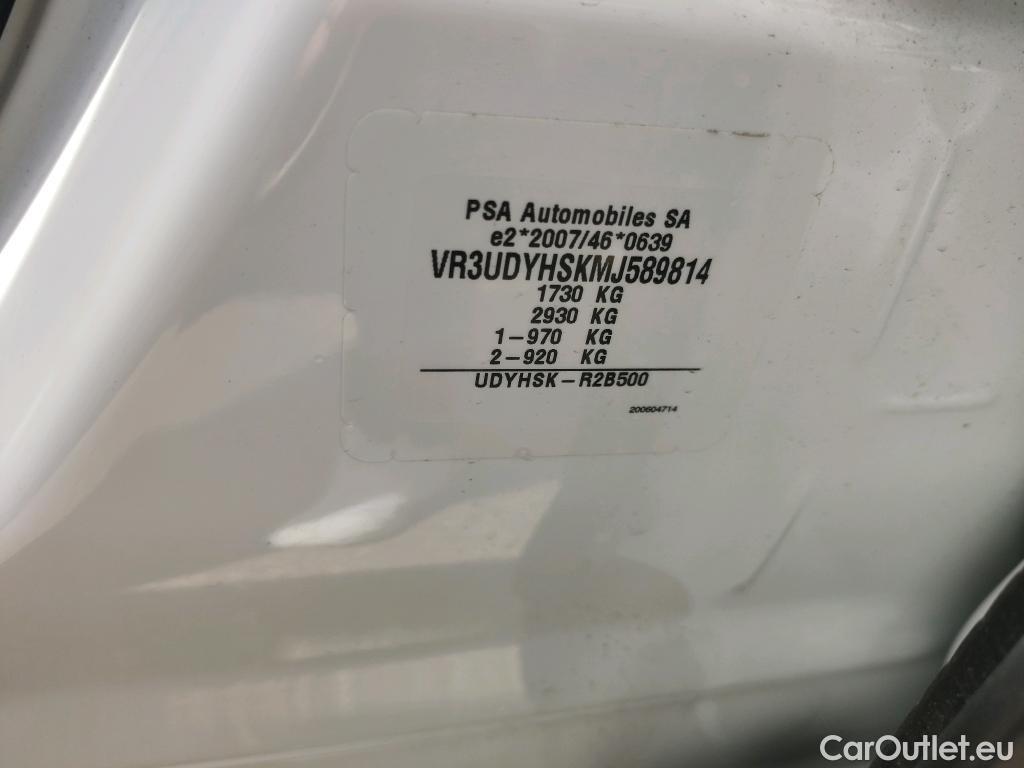 PSA Automobiles SA
e2*2007/46*0639
VR3UDYHSKMJ589814
1730 KG
2930 KG
1-970 KG
2-920 KG
UDYHSK-R2B500
200604714
CarOutlet.eu